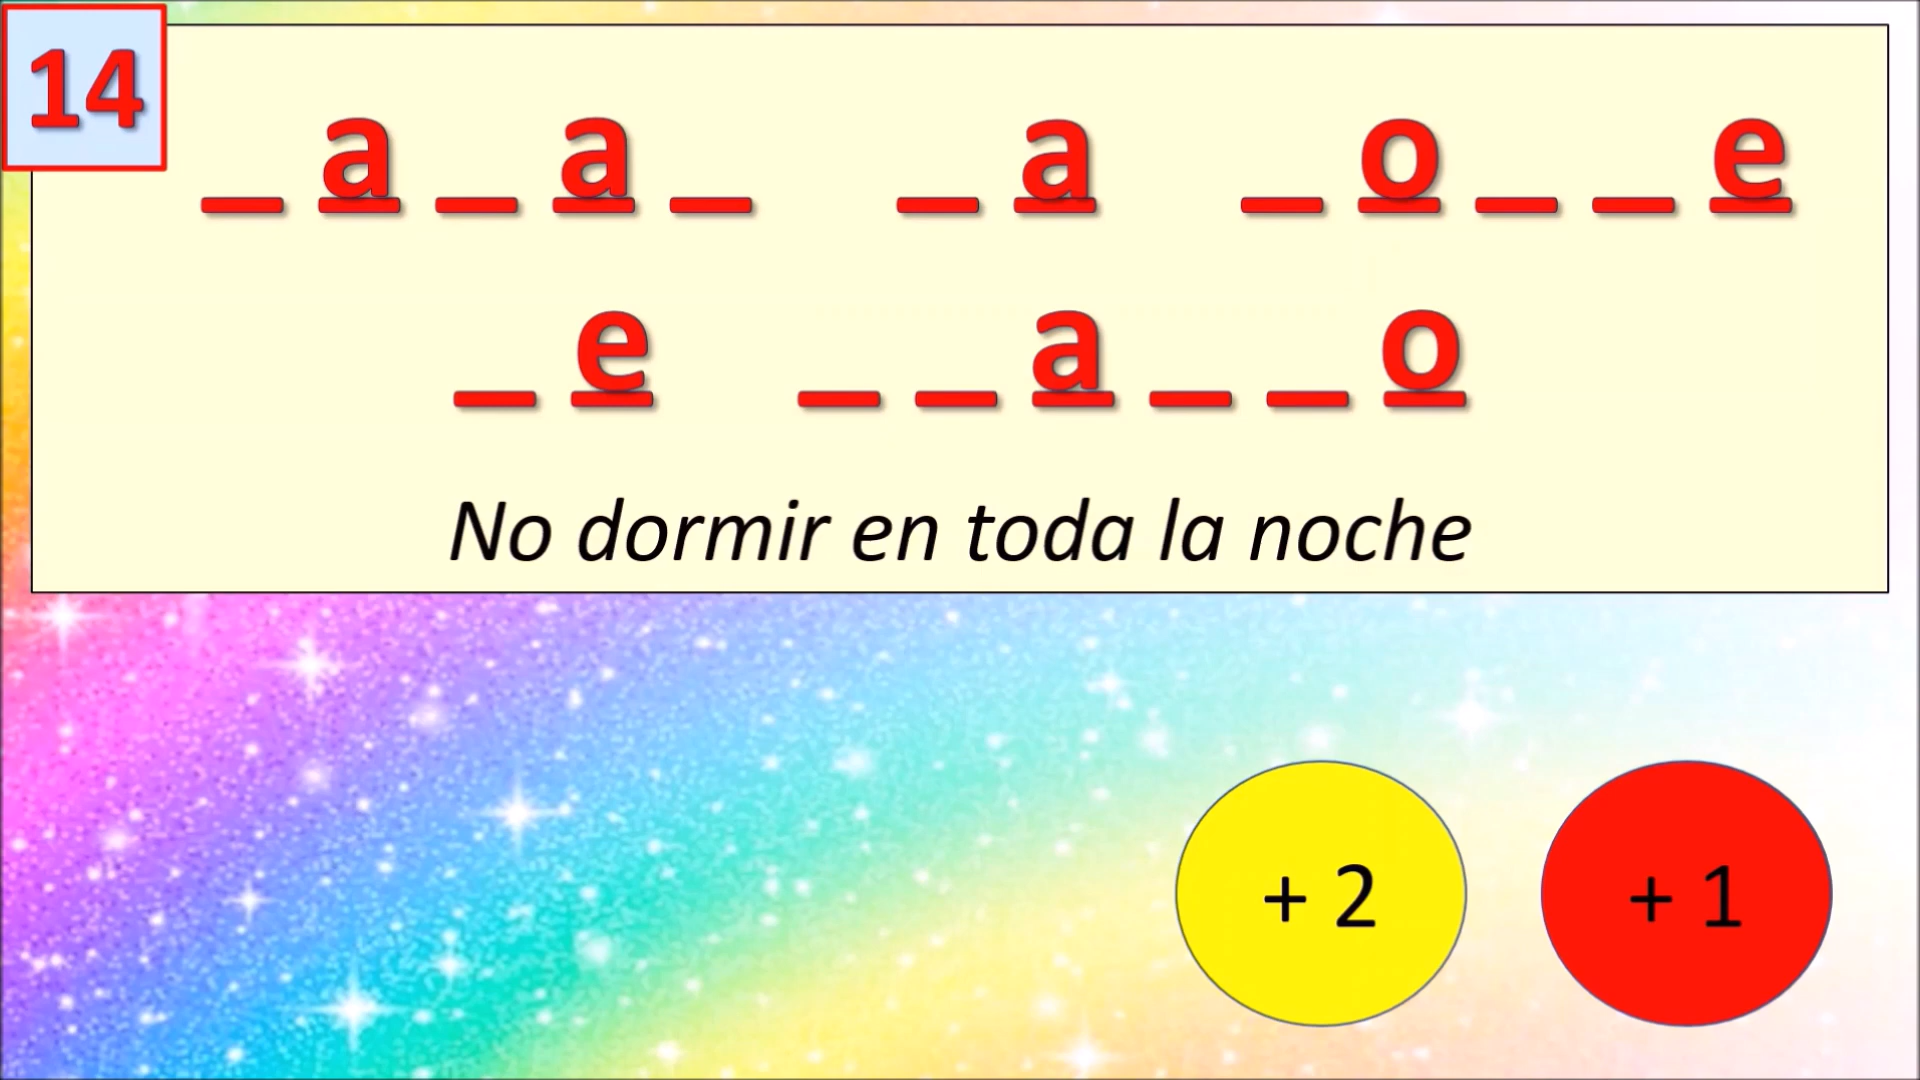 14
_ a _ a _ _ a _ o _ _ e
_ e _ _ a _ _ o
No dormir en toda la noche
+ 2 + 1